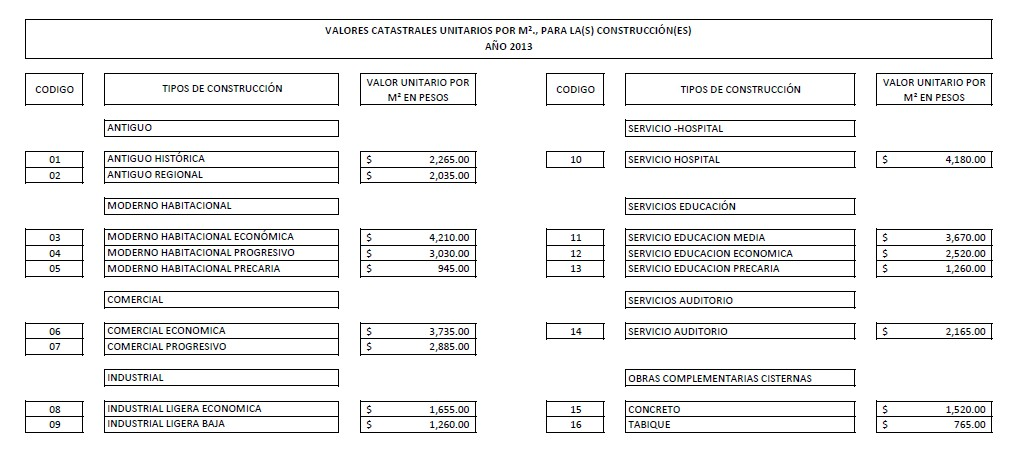 VALORES CATASTRALES UNITARIOS POR M²., PARA LA(S) CONSTRUCCIÓN(ES)
AÑO 2013
CODIGO TIPOS DE CONSTRUCCIÓN VALOR UNITARIO POR M² EN PESOS
ANTIGUO
01 ANTIGUO HISTÓRICA $ 2,265.00
02 ANTIGUO REGIONAL $ 2,035.00
MODERNO HABITACIONAL
03 MODERNO HABITACIONAL ECONÓMICA $ 4,210.00
04 MODERNO HABITACIONAL PROGRESIVO $ 3,030.00
05 MODERNO HABITACIONAL PRECARIA $ 945.00
COMERCIAL
06 COMERCIAL ECONOMICA $ 3,735.00
07 COMERCIAL PROGRESIVO $ 2,885.00
INDUSTRIAL
08 INDUSTRIAL LIGERA ECONOMICA $ 1,655.00
09 INDUSTRIAL LIGERA BAJA $ 1,260.00
CODIGO TIPOS DE CONSTRUCCIÓN VALOR UNITARIO POR M² EN PESOS
SERVICIO -HOSPITAL
10 SERVICIO HOSPITAL $ 4,180.00
SERVICIOS EDUCACIÓN
11 SERVICIO EDUCACION MEDIA $ 3,670.00
12 SERVICIO EDUCACION ECONOMICA $ 2,520.00
13 SERVICIO EDUCACION PRECARIA $ 1,260.00
SERVICIOS AUDITORIO
14 SERVICIO AUDITORIO $ 2,165.00
OBRAS COMPLEMENTARIAS CISTERNAS
15 CONCRETO $ 1,520.00
16 TABIQUE $ 765.00